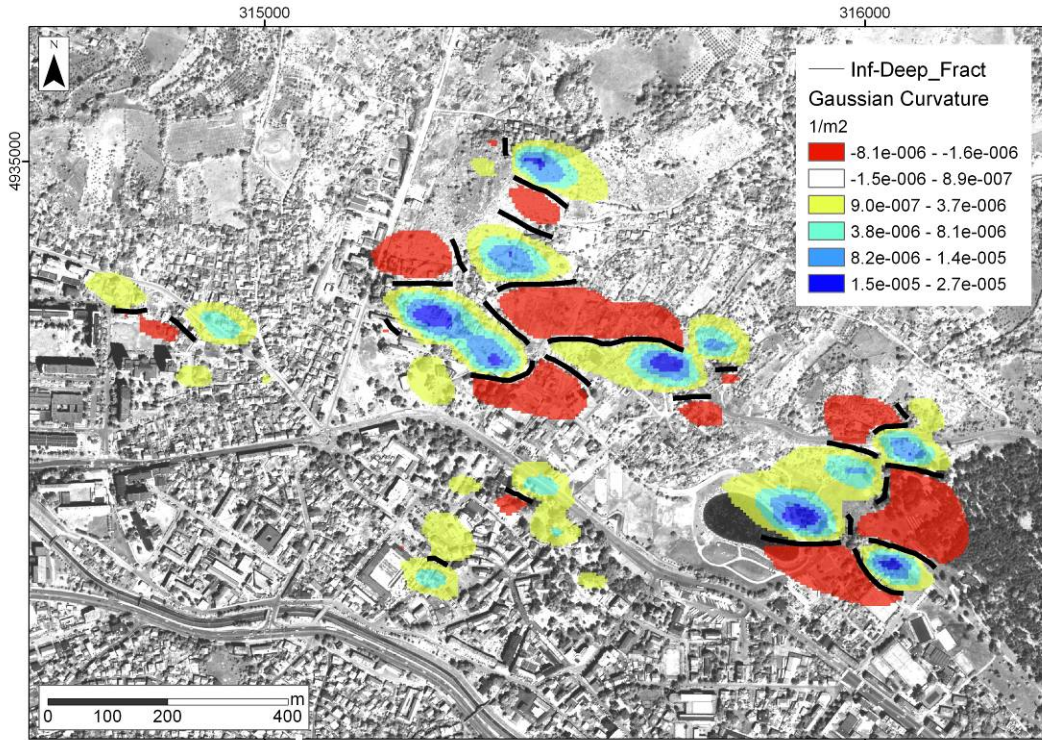 315000
316000
N
4935000
Inf-Deep_Fract
Gaussian Curvature
1/m2
-8.1e-006 - -1.6e-006
-1.5e-006 - 8.9e-007
9.0e-007 - 3.7e-006
3.8e-006 - 8.1e-006
8.2e-006 - 1.4e-005
1.5e-005 - 2.7e-005
m
0 100 200 400